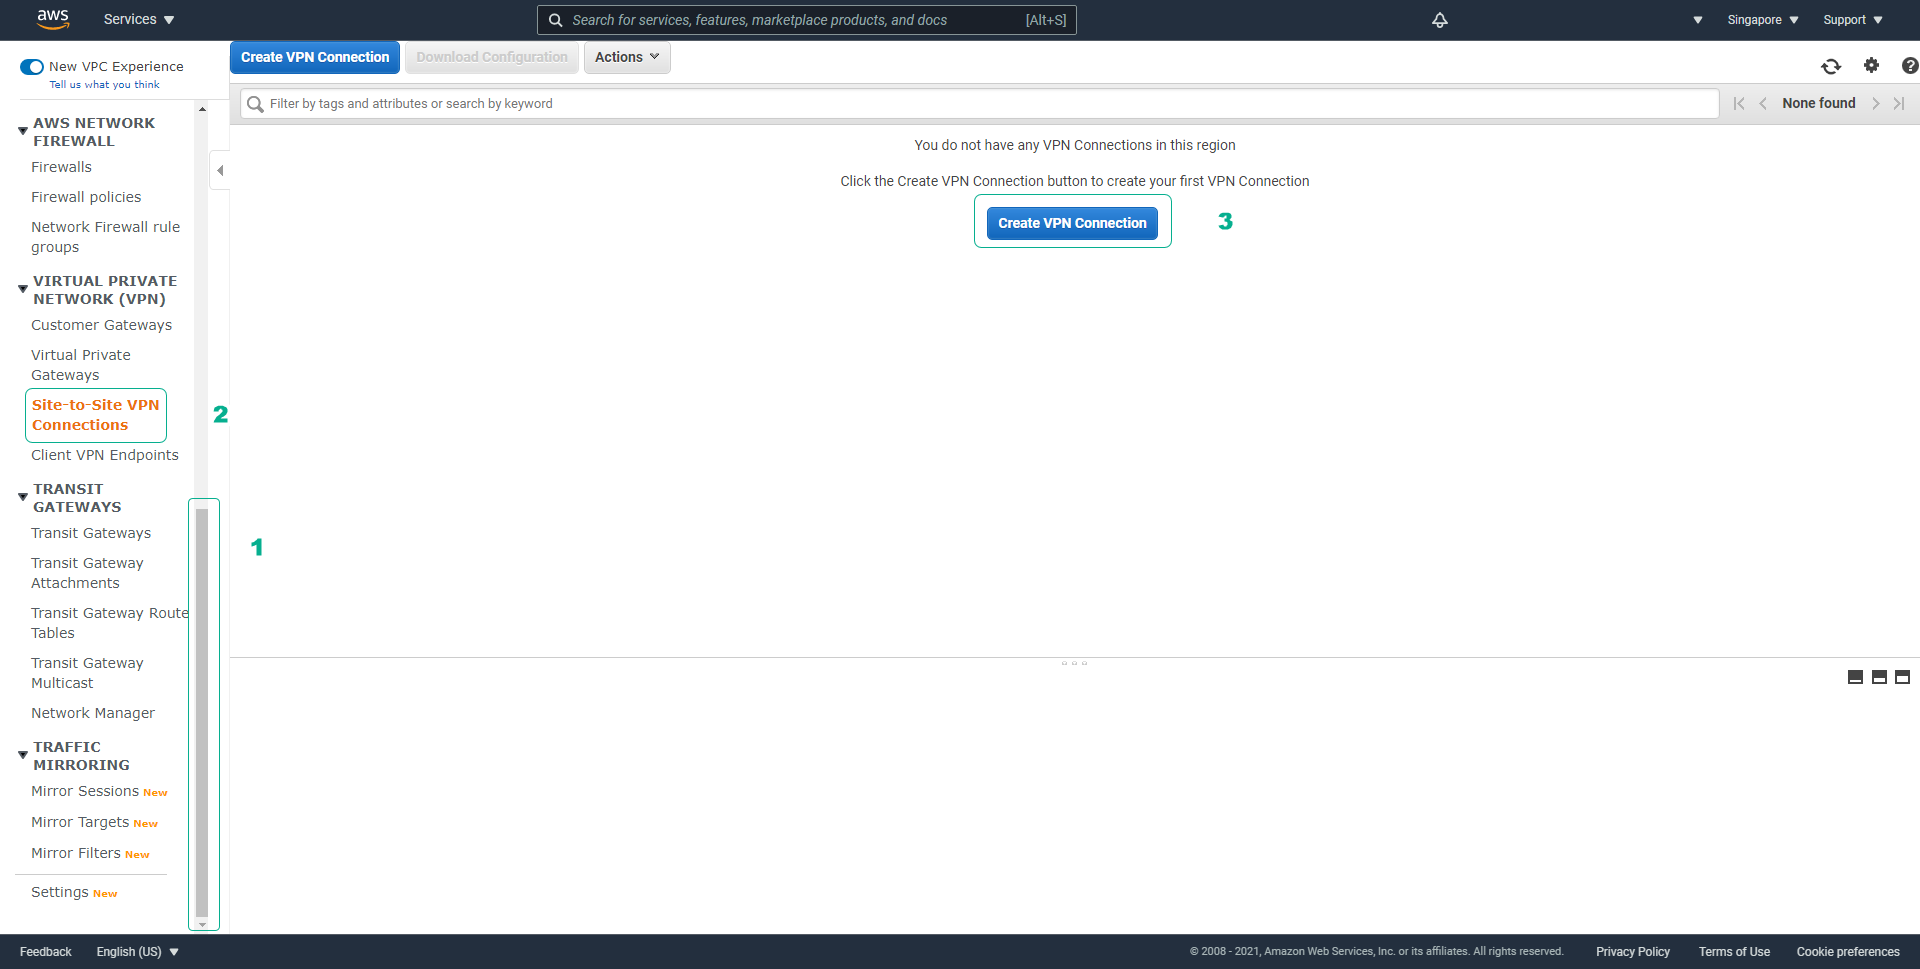 aws
Services
Search for services, features, marketplace products, and docs
[Alt+S]
Singapore
Support
New VPC Experience
Tell us what you think
Create VPN Connection
Download Configuration
Actions
Filter by tags and attributes or search by keyword
None found
AWS NETWORK
FIREWALL
Firewalls
Firewall policies
Network Firewall rule
groups
VIRTUAL PRIVATE
NETWORK (VPN)
Customer Gateways
Virtual Private
Gateways
Site-to-Site VPN
Connections
2
Client VPN Endpoints
TRANSIT
GATEWAYS
Transit Gateways
1
Transit Gateway
Attachments
Transit Gateway Route
Tables
Transit Gateway
Multicast
Network Manager
TRAFFIC
MIRRORING
Mirror Sessions New
Mirror Targets New
Mirror Filters New
Settings New
You do not have any VPN Connections in this region
Click the Create VPN Connection button to create your first VPN Connection
Create VPN Connection
3
Feedback
English (US)
© 2008 - 2021, Amazon Web Services, Inc. or its affiliates. All rights reserved.
Privacy Policy
Terms of Use
Cookie preferences